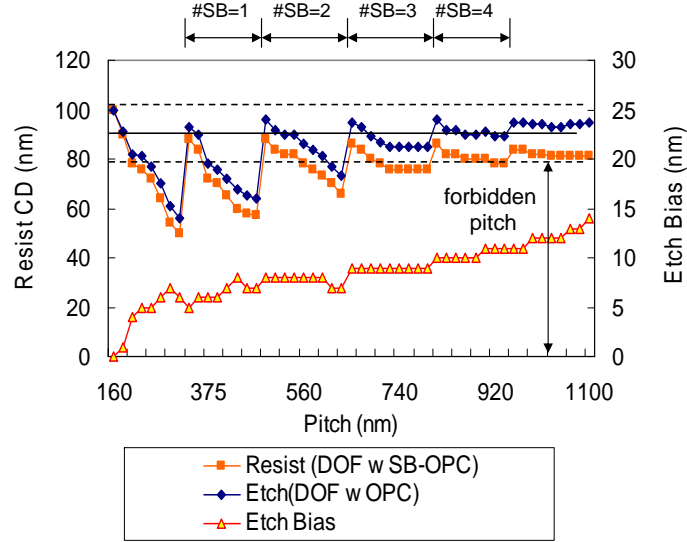 #SB=1 #SB=2 #SB=3 #SB=4
120 30
100 25
80 20
60 15
40 10
20 5
0 0
Resist CD (nm)
Etch Bias (nm)
forbidden
pitch
160 375 560 740 920 1100
Pitch (nm)
Resist (DOF w SB-OPC)
Etch(DOF w OPC)
Etch Bias